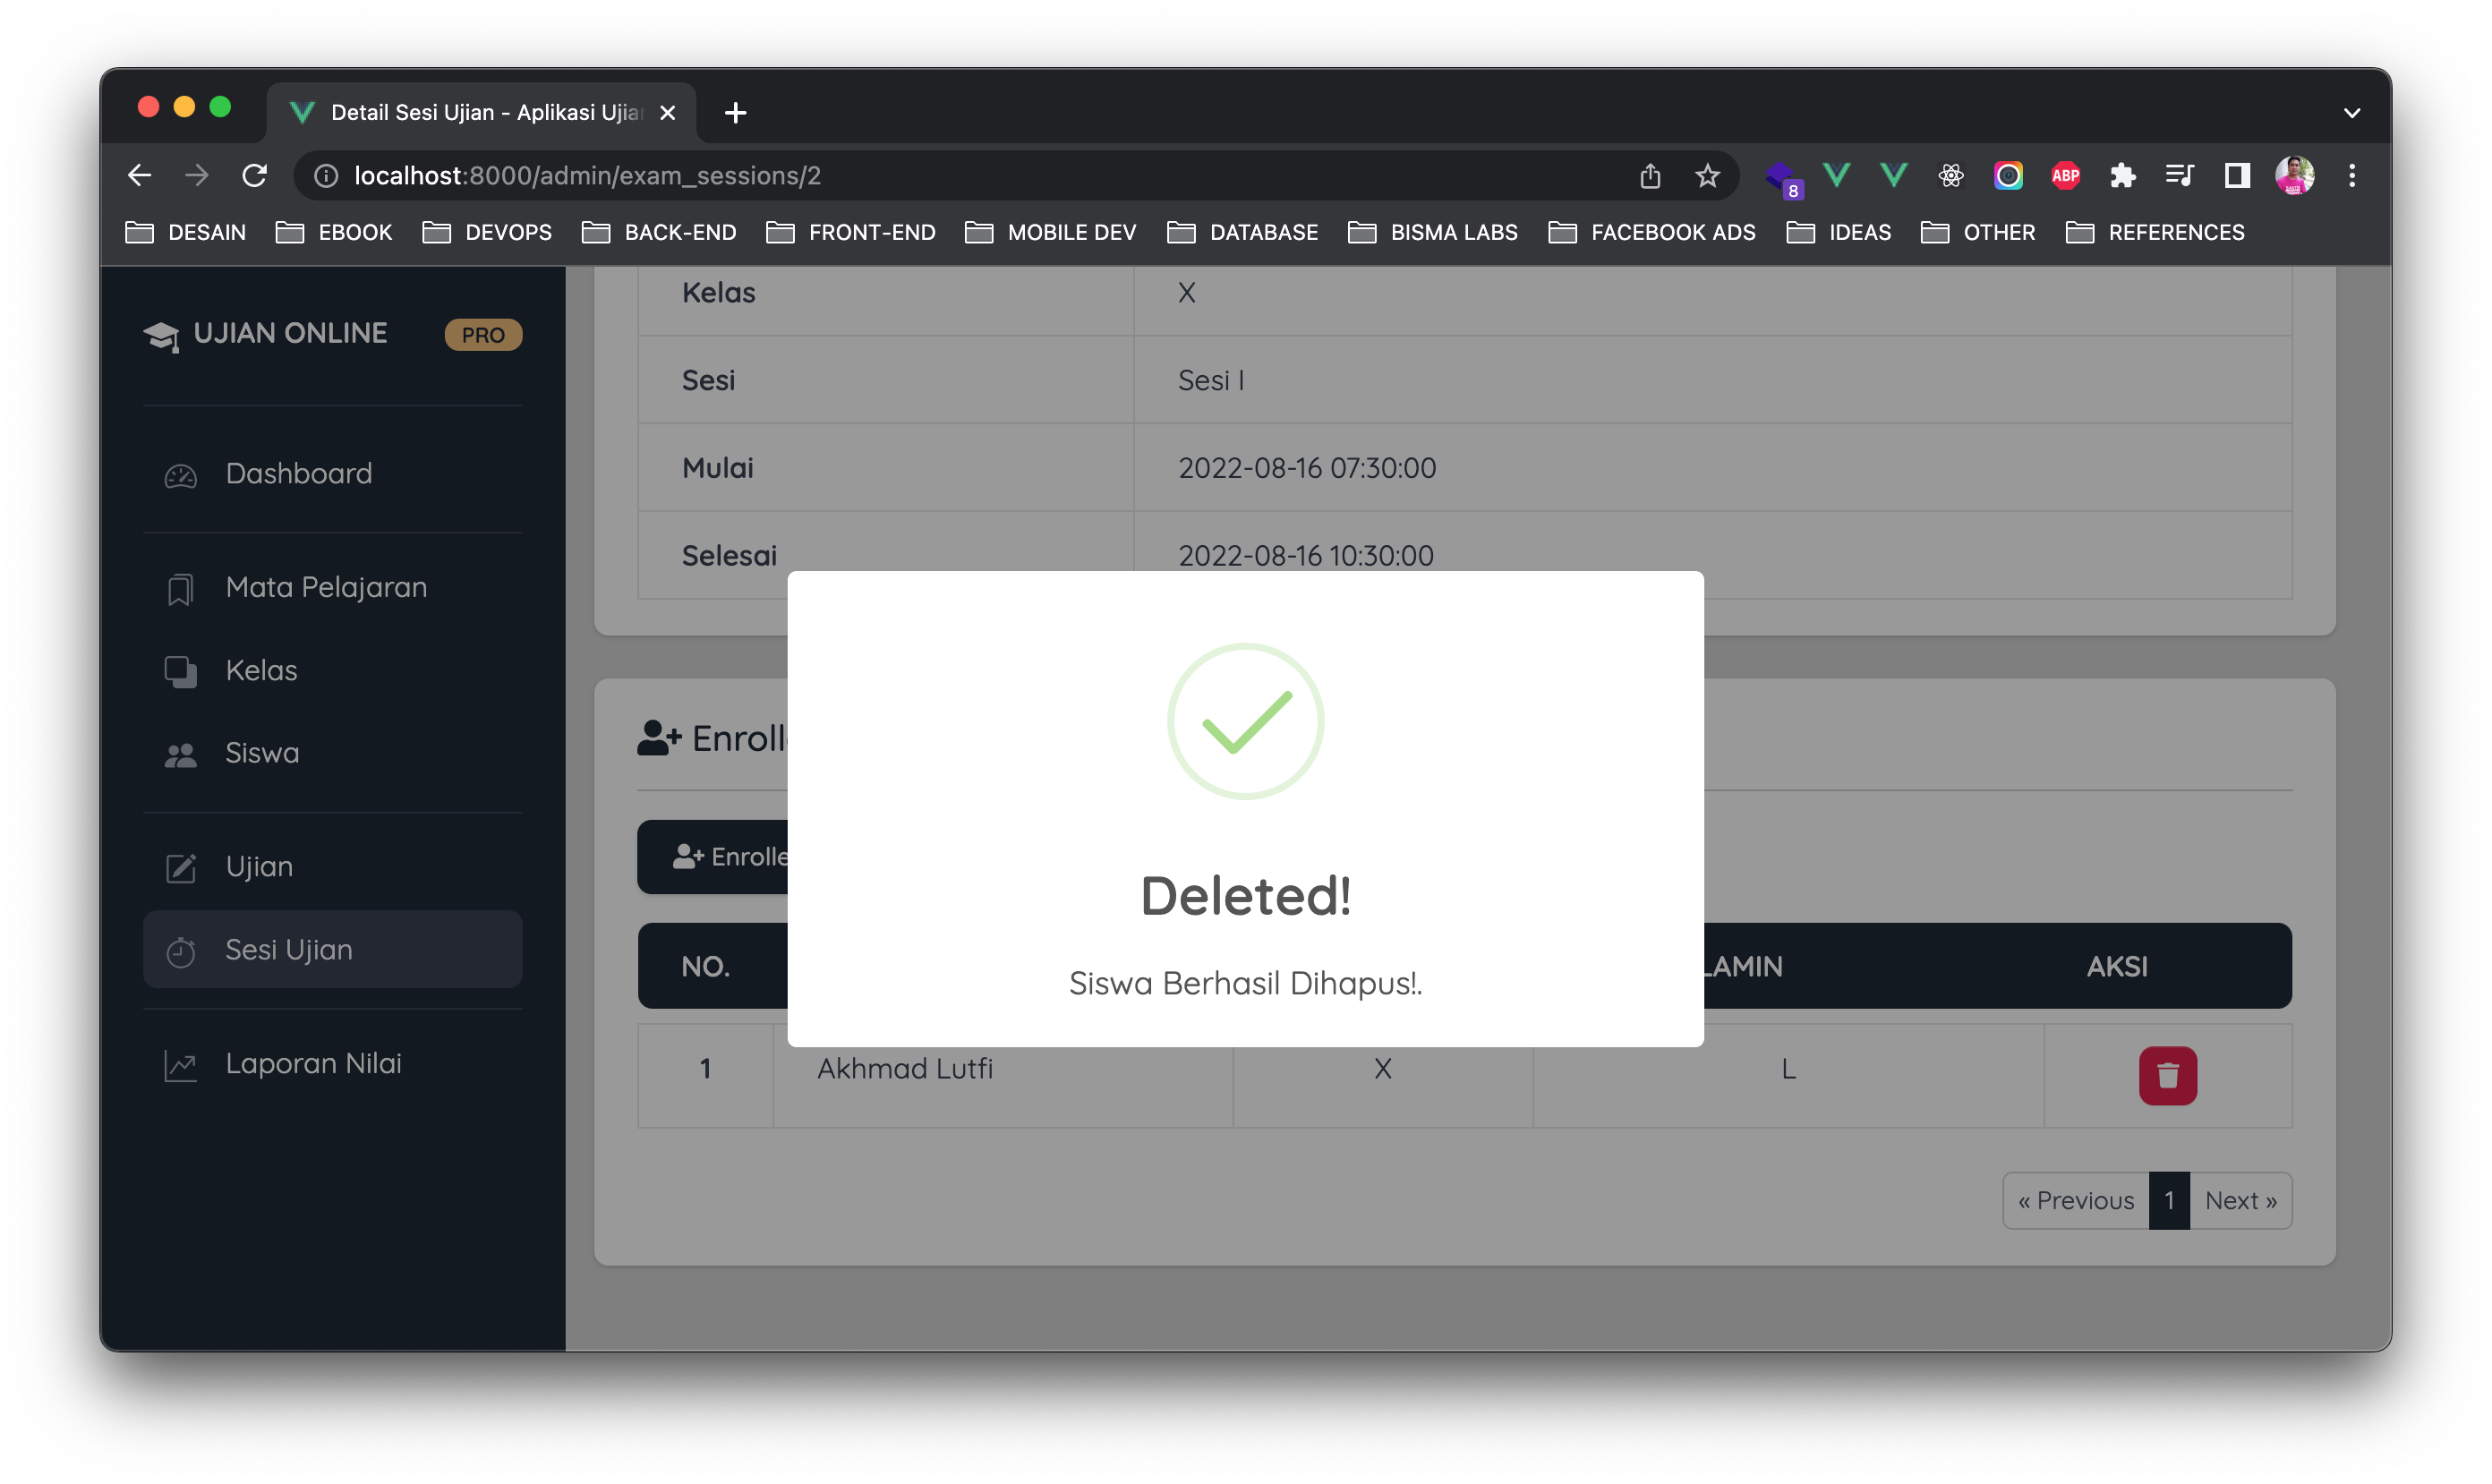 Detail Sesi Ujian - Aplikasi Ujian
localhost:8000/admin/exam_sessions/2
8
ABP
DESAIN EBOOK DEVOPS BACK-END FRONT-END MOBILE DEV DATABASE BISMA LABS FACEBOOK ADS IDEAS OTHER REFERENCES
UJIAN ONLINE PRO
Dashboard
Mata Pelajaran
Kelas
Siswa
Ujian
Sesi Ujian
Laporan Nilai
Kelas X
Sesi Sesi I
Mulai 2022-08-16 07:30:00
Selesai 2022-08-16 10:30:00
Enroll
Enrolle
Deleted!
Siswa Berhasil Dihapus!.
NO. LAMIN AKSI
1 Akhmad Lutfi X L
« Previous 1 Next »